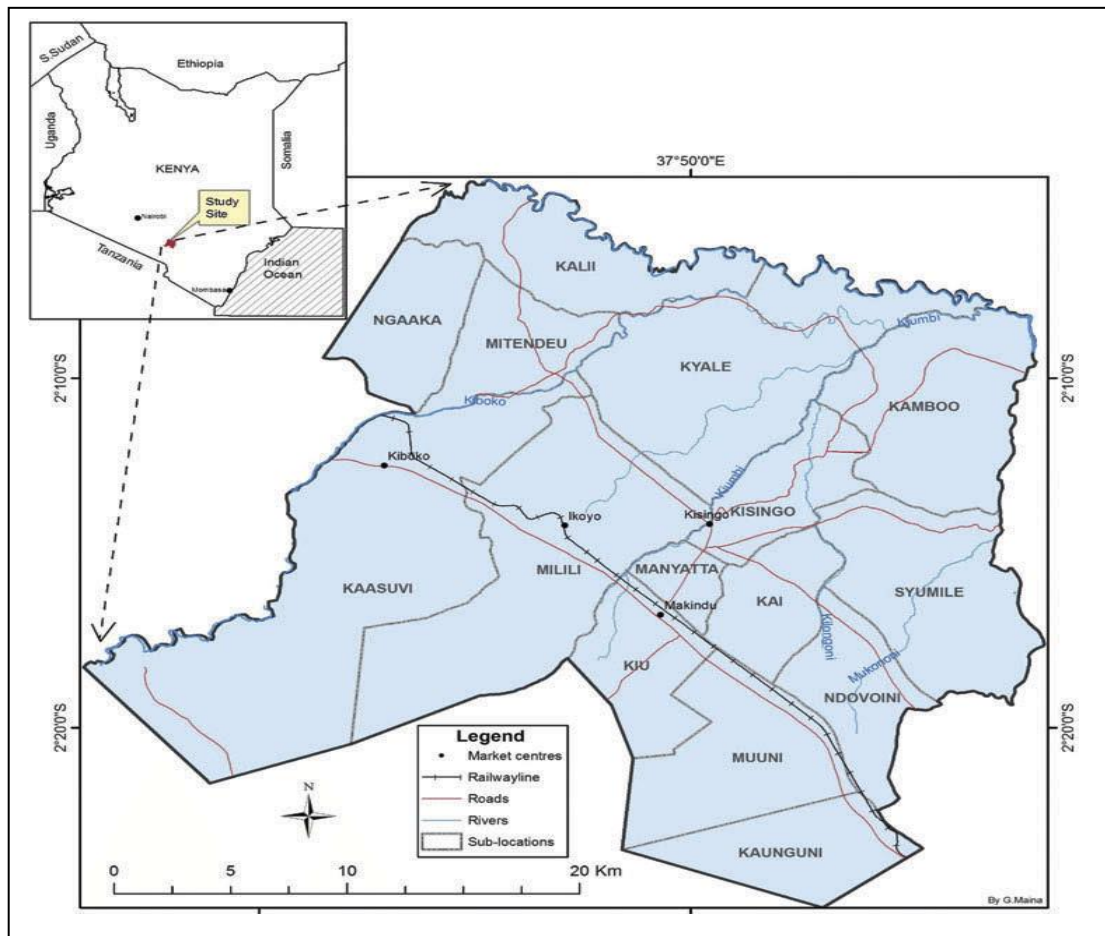 S.Sudan
Ethiopia
Uganda
Somalia
KENYA
Study
Site
Nairobi
Tanzania
Indian
Ocean
Mombasa
37°50'0"E
2°10'0"S
2°10'0"S
2°20'0"S
2°20'0"S
KALII
NGAAKA
MITENDEU
Kiumbi
KYALE
KAMBOO
Kiboko
Kiboko
Kiumbi
Ikoyo
Kisingo
KISINGO
MILILI
MANYATTA
KAASUVI
KAI
SYUMILE
Makindu
Kilongoni
KIU
Mukononi
NDOVOINI
MUUNI
KAUNGUNI
Legend
Market centres
Railwayline
Roads
Rivers
Sub-locations
N
0 5 10 20 Km
By G.Maina